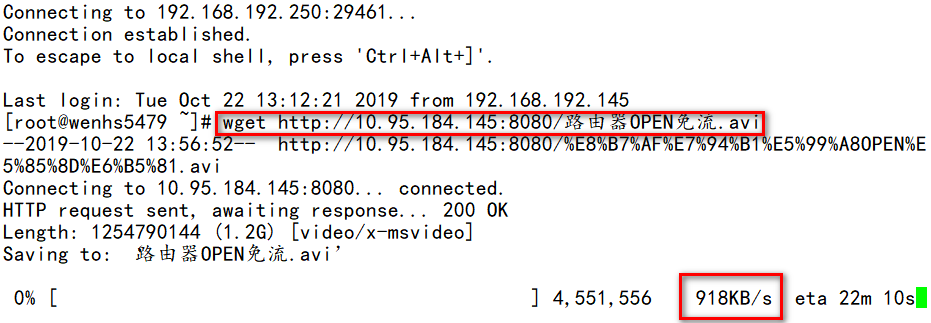 Connecting to 192.168.192.250:29461...
Connection established.
To escape to local shell, press 'Ctrl+Alt+]'.
Last login: Tue Oct 22 13:12:21 2019 from 192.168.192.145
[root@wenhs5479 ~]# wget http://10.95.184.145:8080/路由器OPEN免流.avi
--2019-10-22 13:56:52-- http://10.95.184.145:8080/%E8%B7%AF%E7%94%B1%E5%99%A8OPEN%E
5%85%8D%E6%B5%81.avi
Connecting to 10.95.184.145:8080... connected.
HTTP request sent, awaiting response... 200 OK
Length: 1254790144 (1.2G) [video/x-msvideo]
Saving to: 路由器OPEN免流.avi’
0% [ ] 4,551,556 918KB/s eta 22m 10s